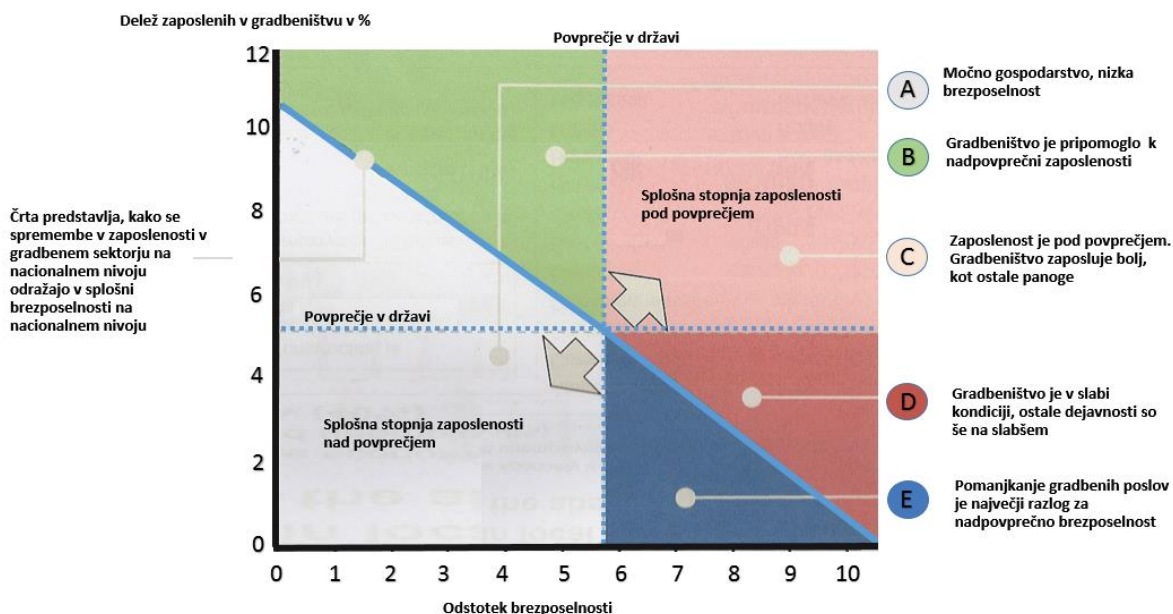 Delež zaposlenih v gradbeništvu v %
Povprečje v državi
12
10
8
6
4
2
0
0 1 2 3 4 5 6 7 8 9 10
Odstotek brezposelnosti
Črta predstavlja, kako se
spremembe v zaposlenosti v
gradbenem sektorju na
nacionalnem nivoju
odražajo v splošni
brezposelnosti na
nacionalnem nivoju
Povprečje v državi
Splošna stopnja zaposlenosti
pod povprečjem
Splošna stopnja zaposlenosti
nad povprečjem
A
Močno gospodarstvo, nizka
brezposelnost
B
Gradbeništvo je pripomoglo k
nadpovprečni zaposlenosti
C
Zaposlenost je pod povprečjem.
Gradbeništvo zaposluje bolj,
kot ostale panoge
D
Gradbeništvo je v slabi
kondiciji, ostale dejavnosti so
še na slabšem
E
Pomanjkanje gradbenih poslov
je največji razlog za
nadpovprečno brezposelnost